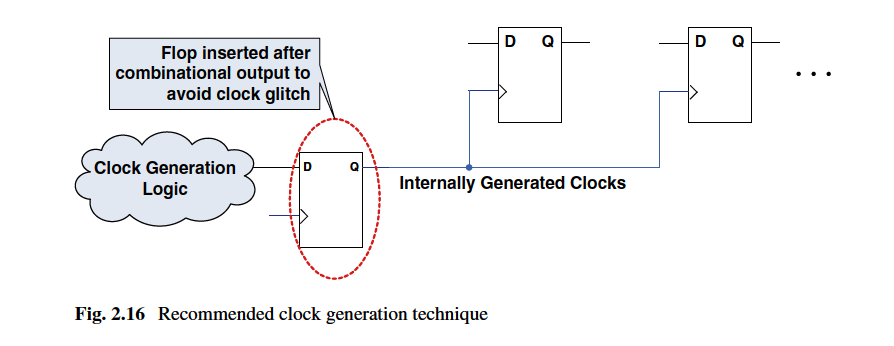 D Q
D Q
Flop inserted after
combinational output to
avoid clock glitch
. . .
Clock Generation
Logic
D Q
Internally Generated Clocks
Fig. 2.16 Recommended clock generation technique